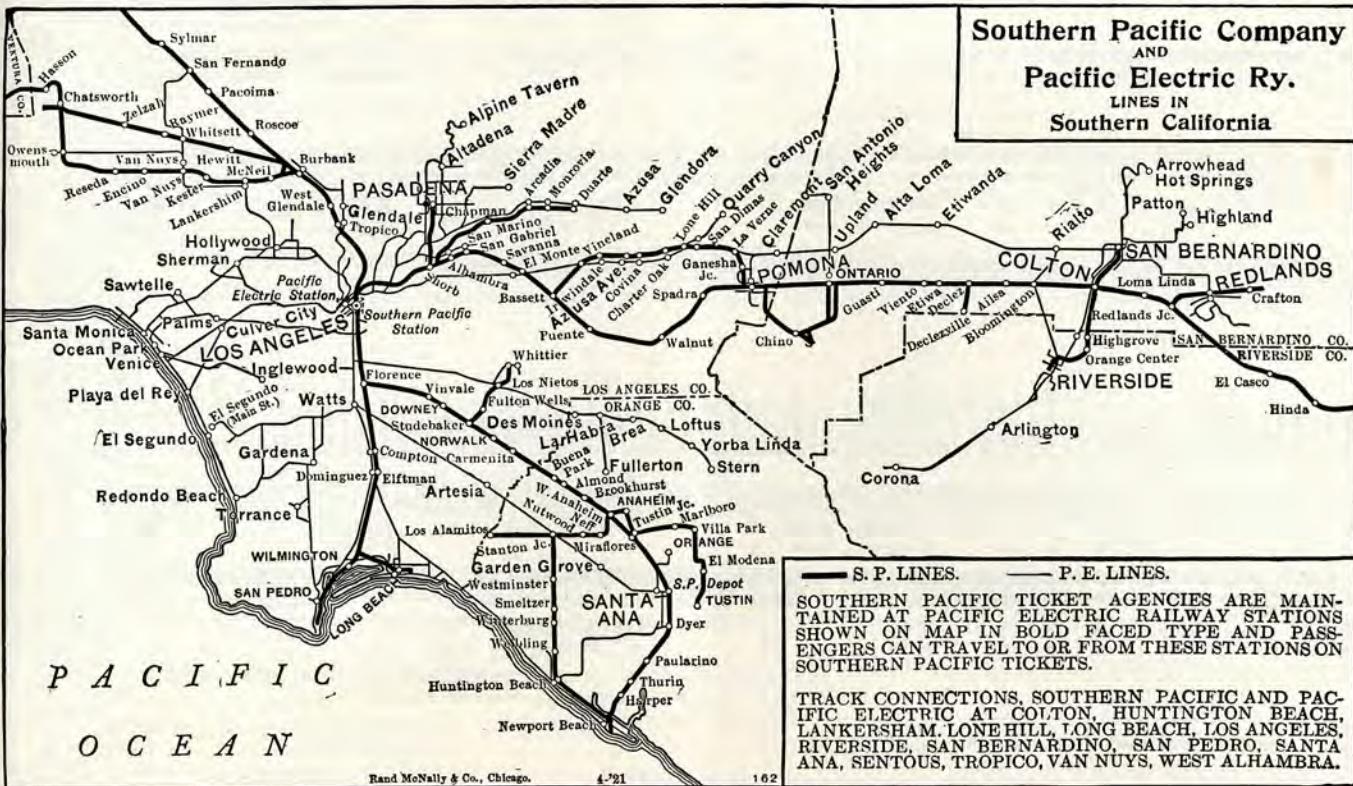 Southern Pacific Company
AND
Pacific Electric Ry.
LINES IN
Southern California
VENTURA CO.
Hasson
Sylmar
San Fernando
Pacoima
Chatsworth
Zelzah
Raymer
Whitsett
Roscoe
Owensmouth
Van Nuys
Hewitt
McNeil
Burbank
Reseda
Encino
Van Nuys
Kester
Lankershim
West Glendale
PASADENA
Glendale
Tropico
Alpine Tavern
Altadena
Sierra Madre
Chapman
Arcadia
Monrovia
Duarte
Azusa
Glendora
San Marino
San Gabriel
Savanna
El Monte
Vineland
Shorb
Alhambra
Bassett
Irwindale
Azusa Ave.
Covina
Charter Oak
Lone Hill
San Dimas
Quarry Canyon
La Verne
Claremont
San Antonio Heights
Upland
Alta Loma
Etiwanda
Rialto
Arrowhead Hot Springs
Patton
Highland
SAN BERNARDINO
COLTON
REDLANDS
Loma Linda
Crafton
Redlands Jc.
Ganesha Jc.
POMONA
ONTARIO
Spadra
Puente
Walnut
Chino
Guasti
Viento
Etiwa
Declez
Ailsa
Declezville
Bloomington
Highgrove
Orange Center
RIVERSIDE
SAN BERNARDINO CO.
RIVERSIDE CO.
El Casco
Hinda
Arlington
Corona
Hollywood
Sherman
Pacific Electric Station
Southern Pacific Station
Sawtelle
Palms
Culver City
LOS ANGELES
Santa Monica
Ocean Park
Venice
Inglewood
Playa del Rey
El Segundo (Main St.)
El Segundo
Watts
Florence
Vinvale
Whittier
Los Nietos
Fulton Wells
LOS ANGELES CO.
ORANGE CO.
DOWNEY
Studebaker
Des Moines
NORWALK
Carmenita
La Habra
Brea
Loftus
Yorba Linda
Stern
Buena Park
Fullerton
Almond
Brookhurst
Gardena
Compton
Dominguez
Elftman
Artesia
W. Anaheim
Neff
ANAHEIM
Tustin Jc.
Marlboro
Villa Park
ORANGE
El Modena
S.P. Depot
TUSTIN
Redondo Beach
Torrance
Los Alamitos
Nutwood
Stanton Jc.
Miraflores
Garden Grove
WILMINGTON
SAN PEDRO
LONG BEACH
Westminster
Smeltzer
Winterburg
Weibling
SANTA ANA
Dyer
Paularino
Thurin
Harper
Huntington Beach
Newport Beach
PACIFIC
OCEAN
Rand McNally & Co., Chicago.
4-'21
162
S. P. LINES. P. E. LINES.
SOUTHERN PACIFIC TICKET AGENCIES ARE MAIN-
TAINED AT PACIFIC ELECTRIC RAILWAY STATIONS
SHOWN ON MAP IN BOLD FACED TYPE AND PASS-
ENGERS CAN TRAVEL TO OR FROM THESE STATIONS ON
SOUTHERN PACIFIC TICKETS.
TRACK CONNECTIONS, SOUTHERN PACIFIC AND PAC-
IFIC ELECTRIC AT COLTON, HUNTINGTON BEACH,
LANKERSHAM, LONE HILL, LONG BEACH, LOS ANGELES,
RIVERSIDE, SAN BERNARDINO, SAN PEDRO, SANTA
ANA, SENTOUS, TROPICO, VAN NUYS, WEST ALHAMBRA.